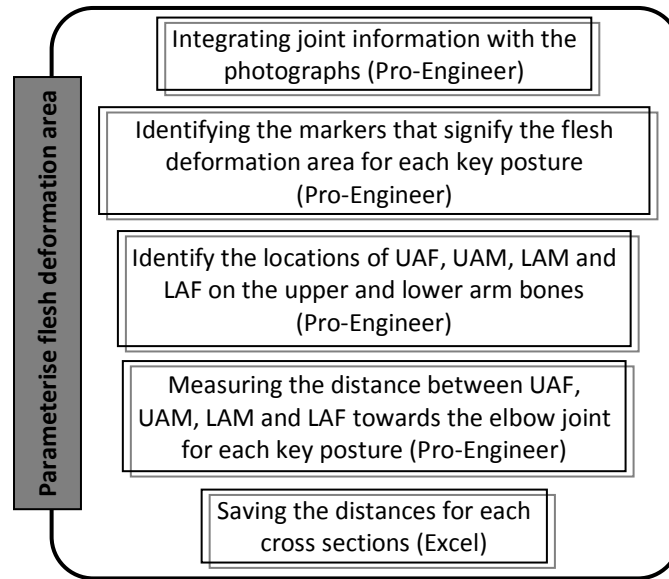 Parameterise flesh deformation area
Integrating joint information with the
photographs (Pro-Engineer)
Identifying the markers that signify the flesh
deformation area for each key posture
(Pro-Engineer)
Identify the locations of UAF, UAM, LAM and
LAF on the upper and lower arm bones
(Pro-Engineer)
Measuring the distance between UAF,
UAM, LAM and LAF towards the elbow joint
for each key posture (Pro-Engineer)
Saving the distances for each
cross sections (Excel)